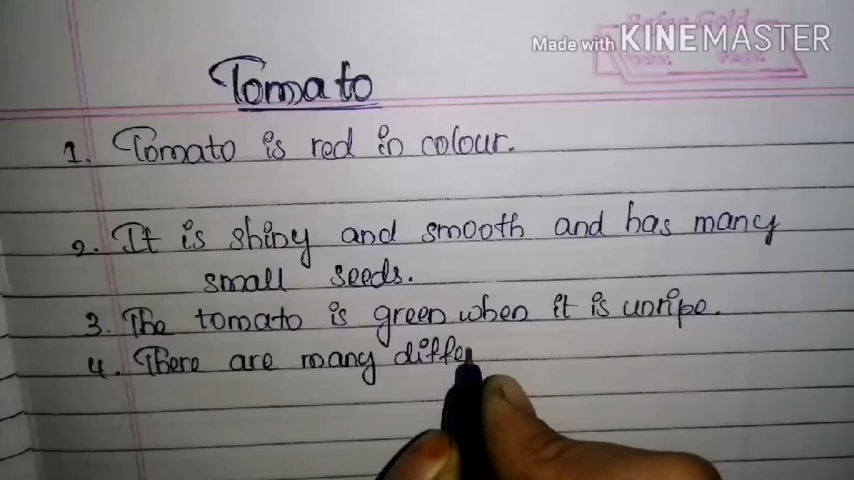 Made with KINEMASTER
Tomato
1. Tomato is red in colour.
2. It is shiny and smooth and has many
small seeds.
3. The tomato is green when it is unripe.
4. There are many diffe